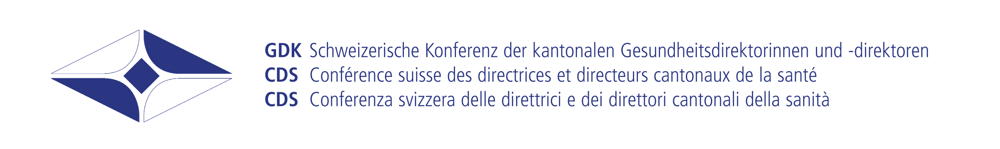 GDK Schweizerische Konferenz der kantonalen Gesundheitsdirektorinnen und -direktoren
CDS Conférence suisse des directrices et directeurs cantonaux de la santé
CDS Conferenza svizzera delle direttrici e dei direttori cantonali della sanità